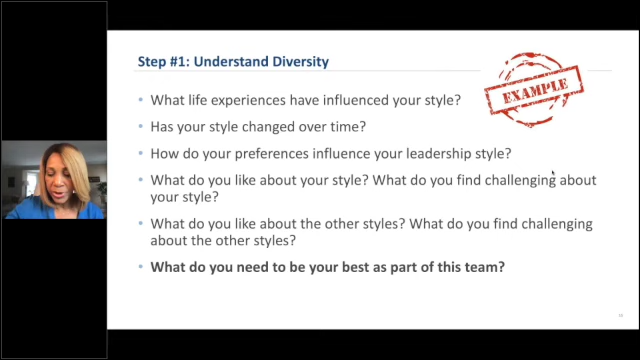 Step #1: Understand Diversity
EXAMPLE
• What life experiences have influenced your style?
• Has your style changed over time?
• How do your preferences influence your leadership style?
• What do you like about your style? What do you find challenging about
your style?
• What do you like about the other styles? What do you find challenging
about the other styles?
• What do you need to be your best as part of this team?